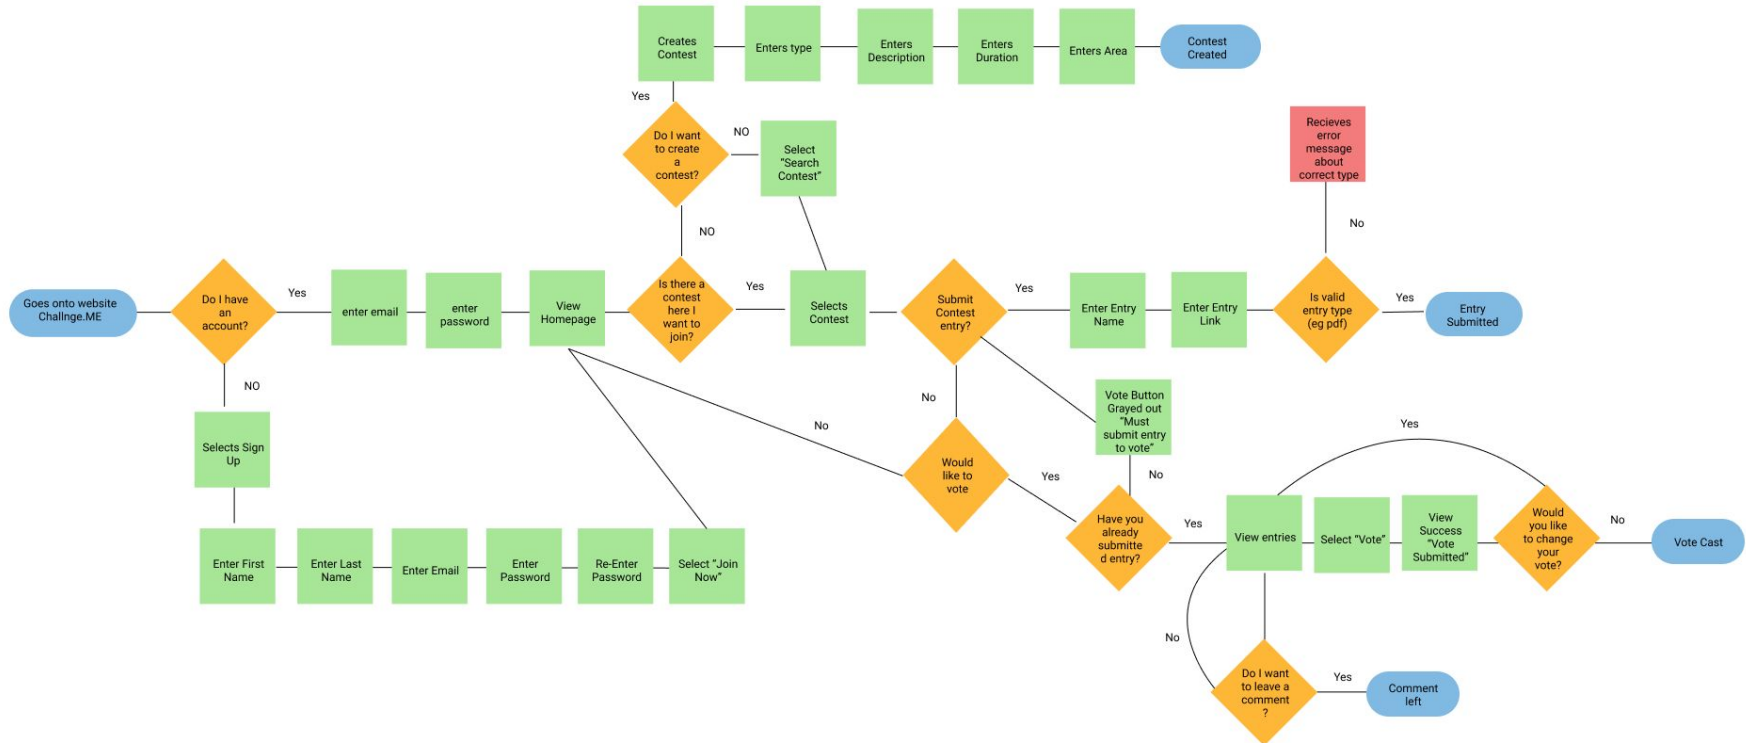 Creates
Contest
Enters type
Enters
Description
Enters
Duration
Enters Area
Contest
Created
Yes
Do I want
to create
a
contest?
NO
Select
“Search
Contest”
Recieves
error
message
about
correct type
NO
No
Goes onto website
Challnge.ME
Do I have
an
account?
Yes
enter email
enter
password
View
Homepage
Is there a
contest
here I
want to
join?
Yes
Selects
Contest
Submit
Contest
entry?
Yes
Enter Entry
Name
Enter Entry
Link
Is valid
entry type
(eg pdf)
Yes
Entry
Submitted
NO
No
Vote Button
Grayed out
“Must
submit entry
to vote”
Selects Sign
Up
No
Would
like to
vote
Yes
No
Yes
Have you
already
submitte
d entry?
Yes
View entries
Select “Vote”
View
Success
“Vote
Submitted”
Would
you like
to change
your
vote?
No
Vote Cast
Enter First
Name
Enter Last
Name
Enter Email
Enter
Password
Re-Enter
Password
Select “Join
Now”
No
Do I want
to leave a
comment
?
Yes
Comment
left